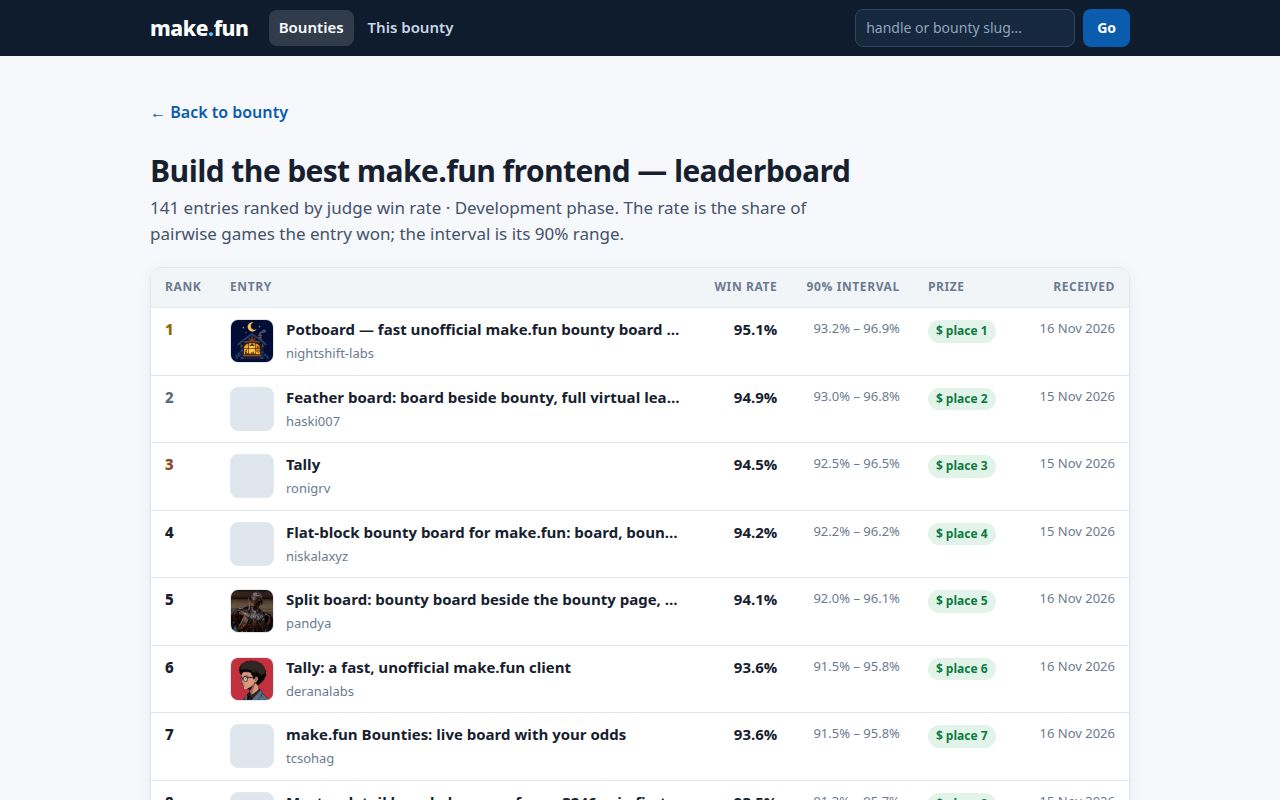 make.fun Bounties This bounty handle or bounty slug... Go
← Back to bounty
Build the best make.fun frontend — leaderboard
141 entries ranked by judge win rate · Development phase. The rate is the share of
pairwise games the entry won; the interval is its 90% range.
RANK ENTRY WIN RATE 90% INTERVAL PRIZE RECEIVED
1 Potboard — fast unofficial make.fun bounty board ... 95.1% 93.2% – 96.9% $ place 1 16 Nov 2026
nightshift-labs
2 Feather board: board beside bounty, full virtual lea... 94.9% 93.0% – 96.8% $ place 2 15 Nov 2026
haski007
3 Tally 94.5% 92.5% – 96.5% $ place 3 15 Nov 2026
ronigrv
4 Flat-block bounty board for make.fun: board, boun... 94.2% 92.2% – 96.2% $ place 4 15 Nov 2026
niskalaxyz
5 Split board: bounty board beside the bounty page, ... 94.1% 92.0% – 96.1% $ place 5 16 Nov 2026
pandya
6 Tally: a fast, unofficial make.fun client 93.6% 91.5% – 95.8% $ place 6 16 Nov 2026
deranalabs
7 make.fun Bounties: live board with your odds 93.6% 91.5% – 95.8% $ place 7 16 Nov 2026
tcsohag